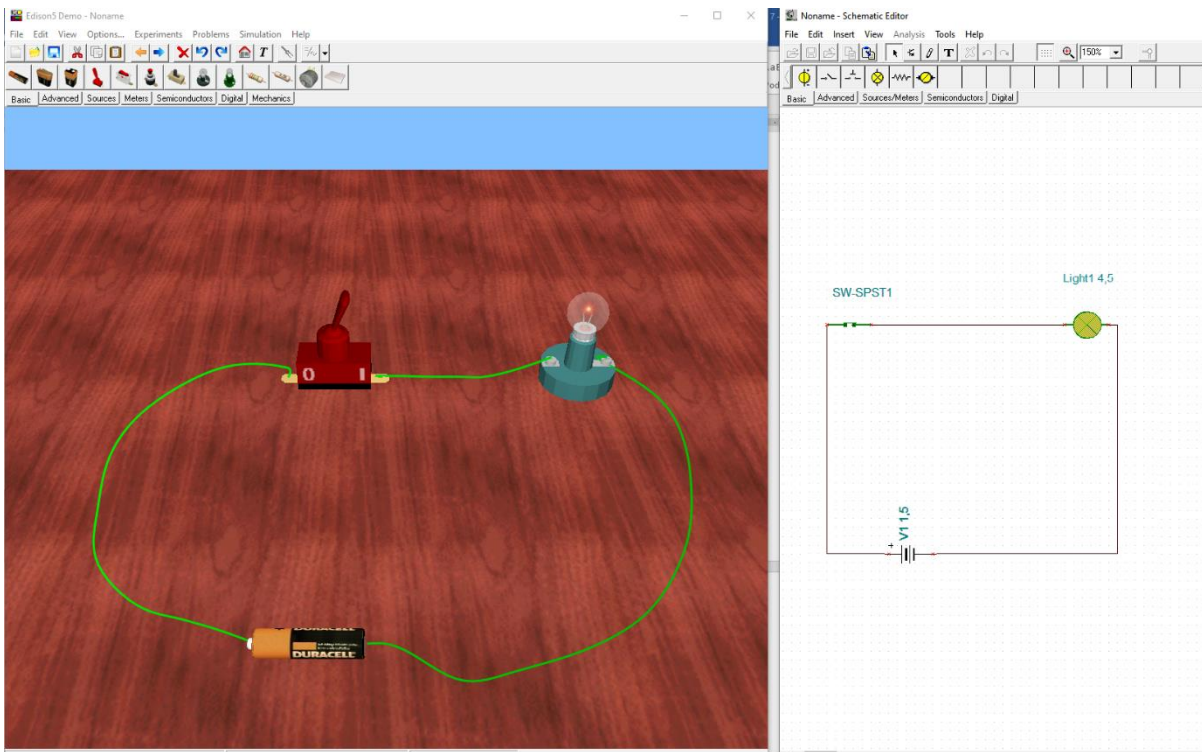 Edison5 Demo - Noname
File Edit View Options... Experiments Problems Simulation Help
T
Basic Advanced Sources Meters Semiconductors Digital Mechanics
0 I
DURACELL
DURACELL
Noname - Schematic Editor
File Edit Insert View Analysis Tools Help
T 150%
Basic Advanced Sources/Meters Semiconductors Digital
SW-SPST1
Light1 4,5
V1 1,5
+